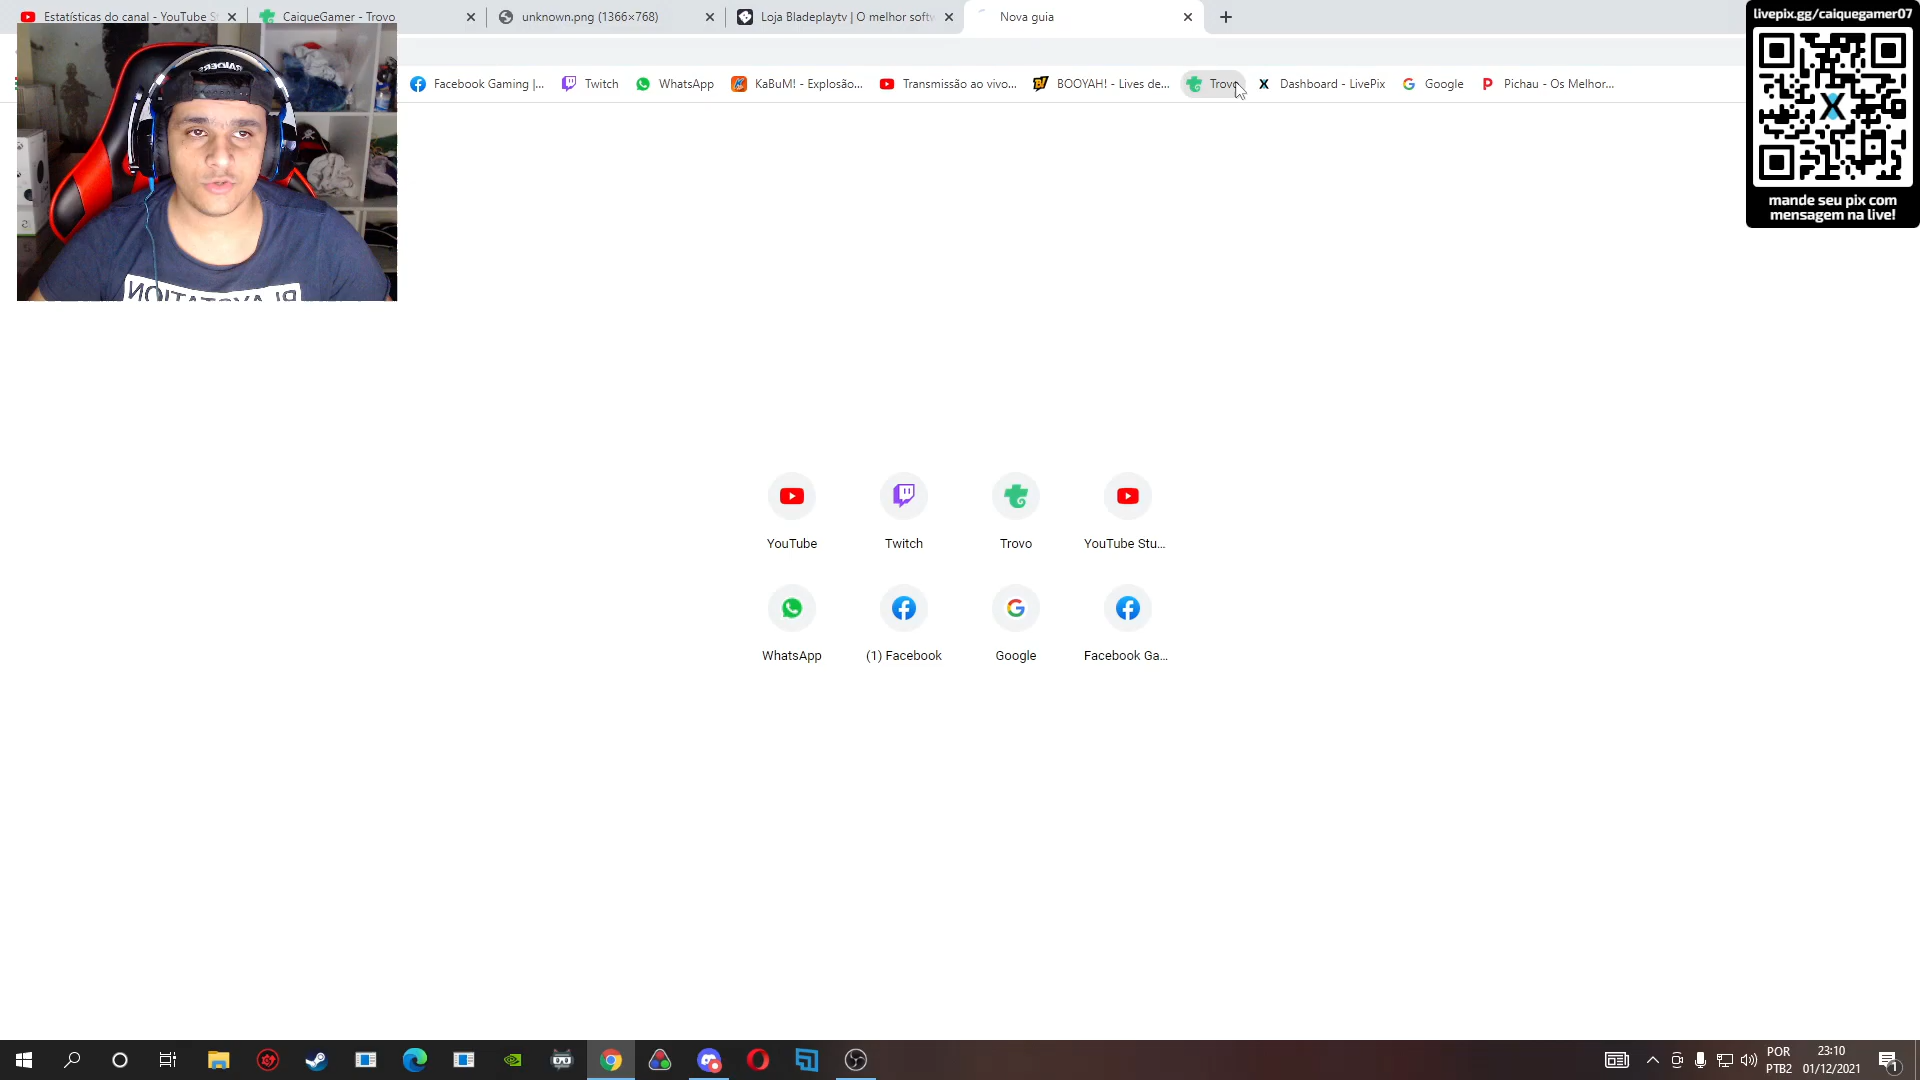 Estatísticas do canal - YouTube S
CaiqueGamer - Trovo
unknown.png (1366×768)
Loja Bladeplaytv | O melhor soft
Nova guia
livepix.gg/caiquegamer07
Facebook Gaming |...
Twitch
WhatsApp
KaBuM! - Explosão...
Transmissão ao vivo...
BOOYAH! - Lives de...
Trovo
Dashboard - LivePix
Google
Pichau - Os Melhor...
RAIDERS
mande seu pix com
mensagem na live!
PLAYSTATION
YouTube
Twitch
Trovo
YouTube Stu...
WhatsApp
(1) Facebook
Google
Facebook Ga...
POR
PTB2
23:10
01/12/2021
1